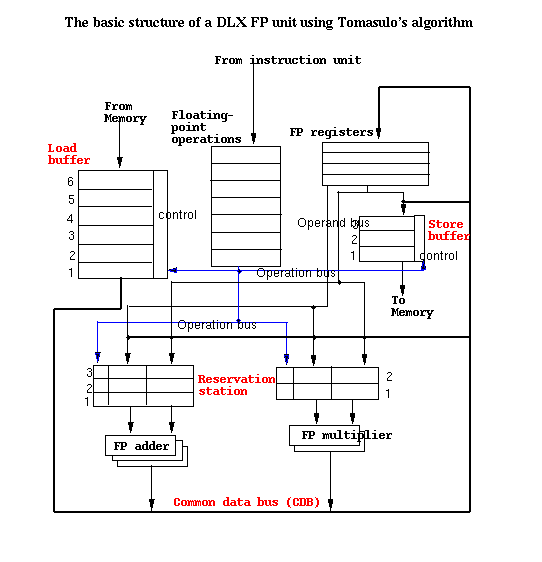 The basic structure of a DLX FP unit using Tomasulo's algorithm
From instruction unit
From
Memory
Floating-
point
operations
FP registers
Load
buffer
6
5
4
3
2
1
control
Operand bus
3
2
1
Store
buffer
control
Operation bus
To
Memory
Operation bus
3
2
1
Reservation
station
2
1
FP adder
FP multiplier
Common data bus (CDB)